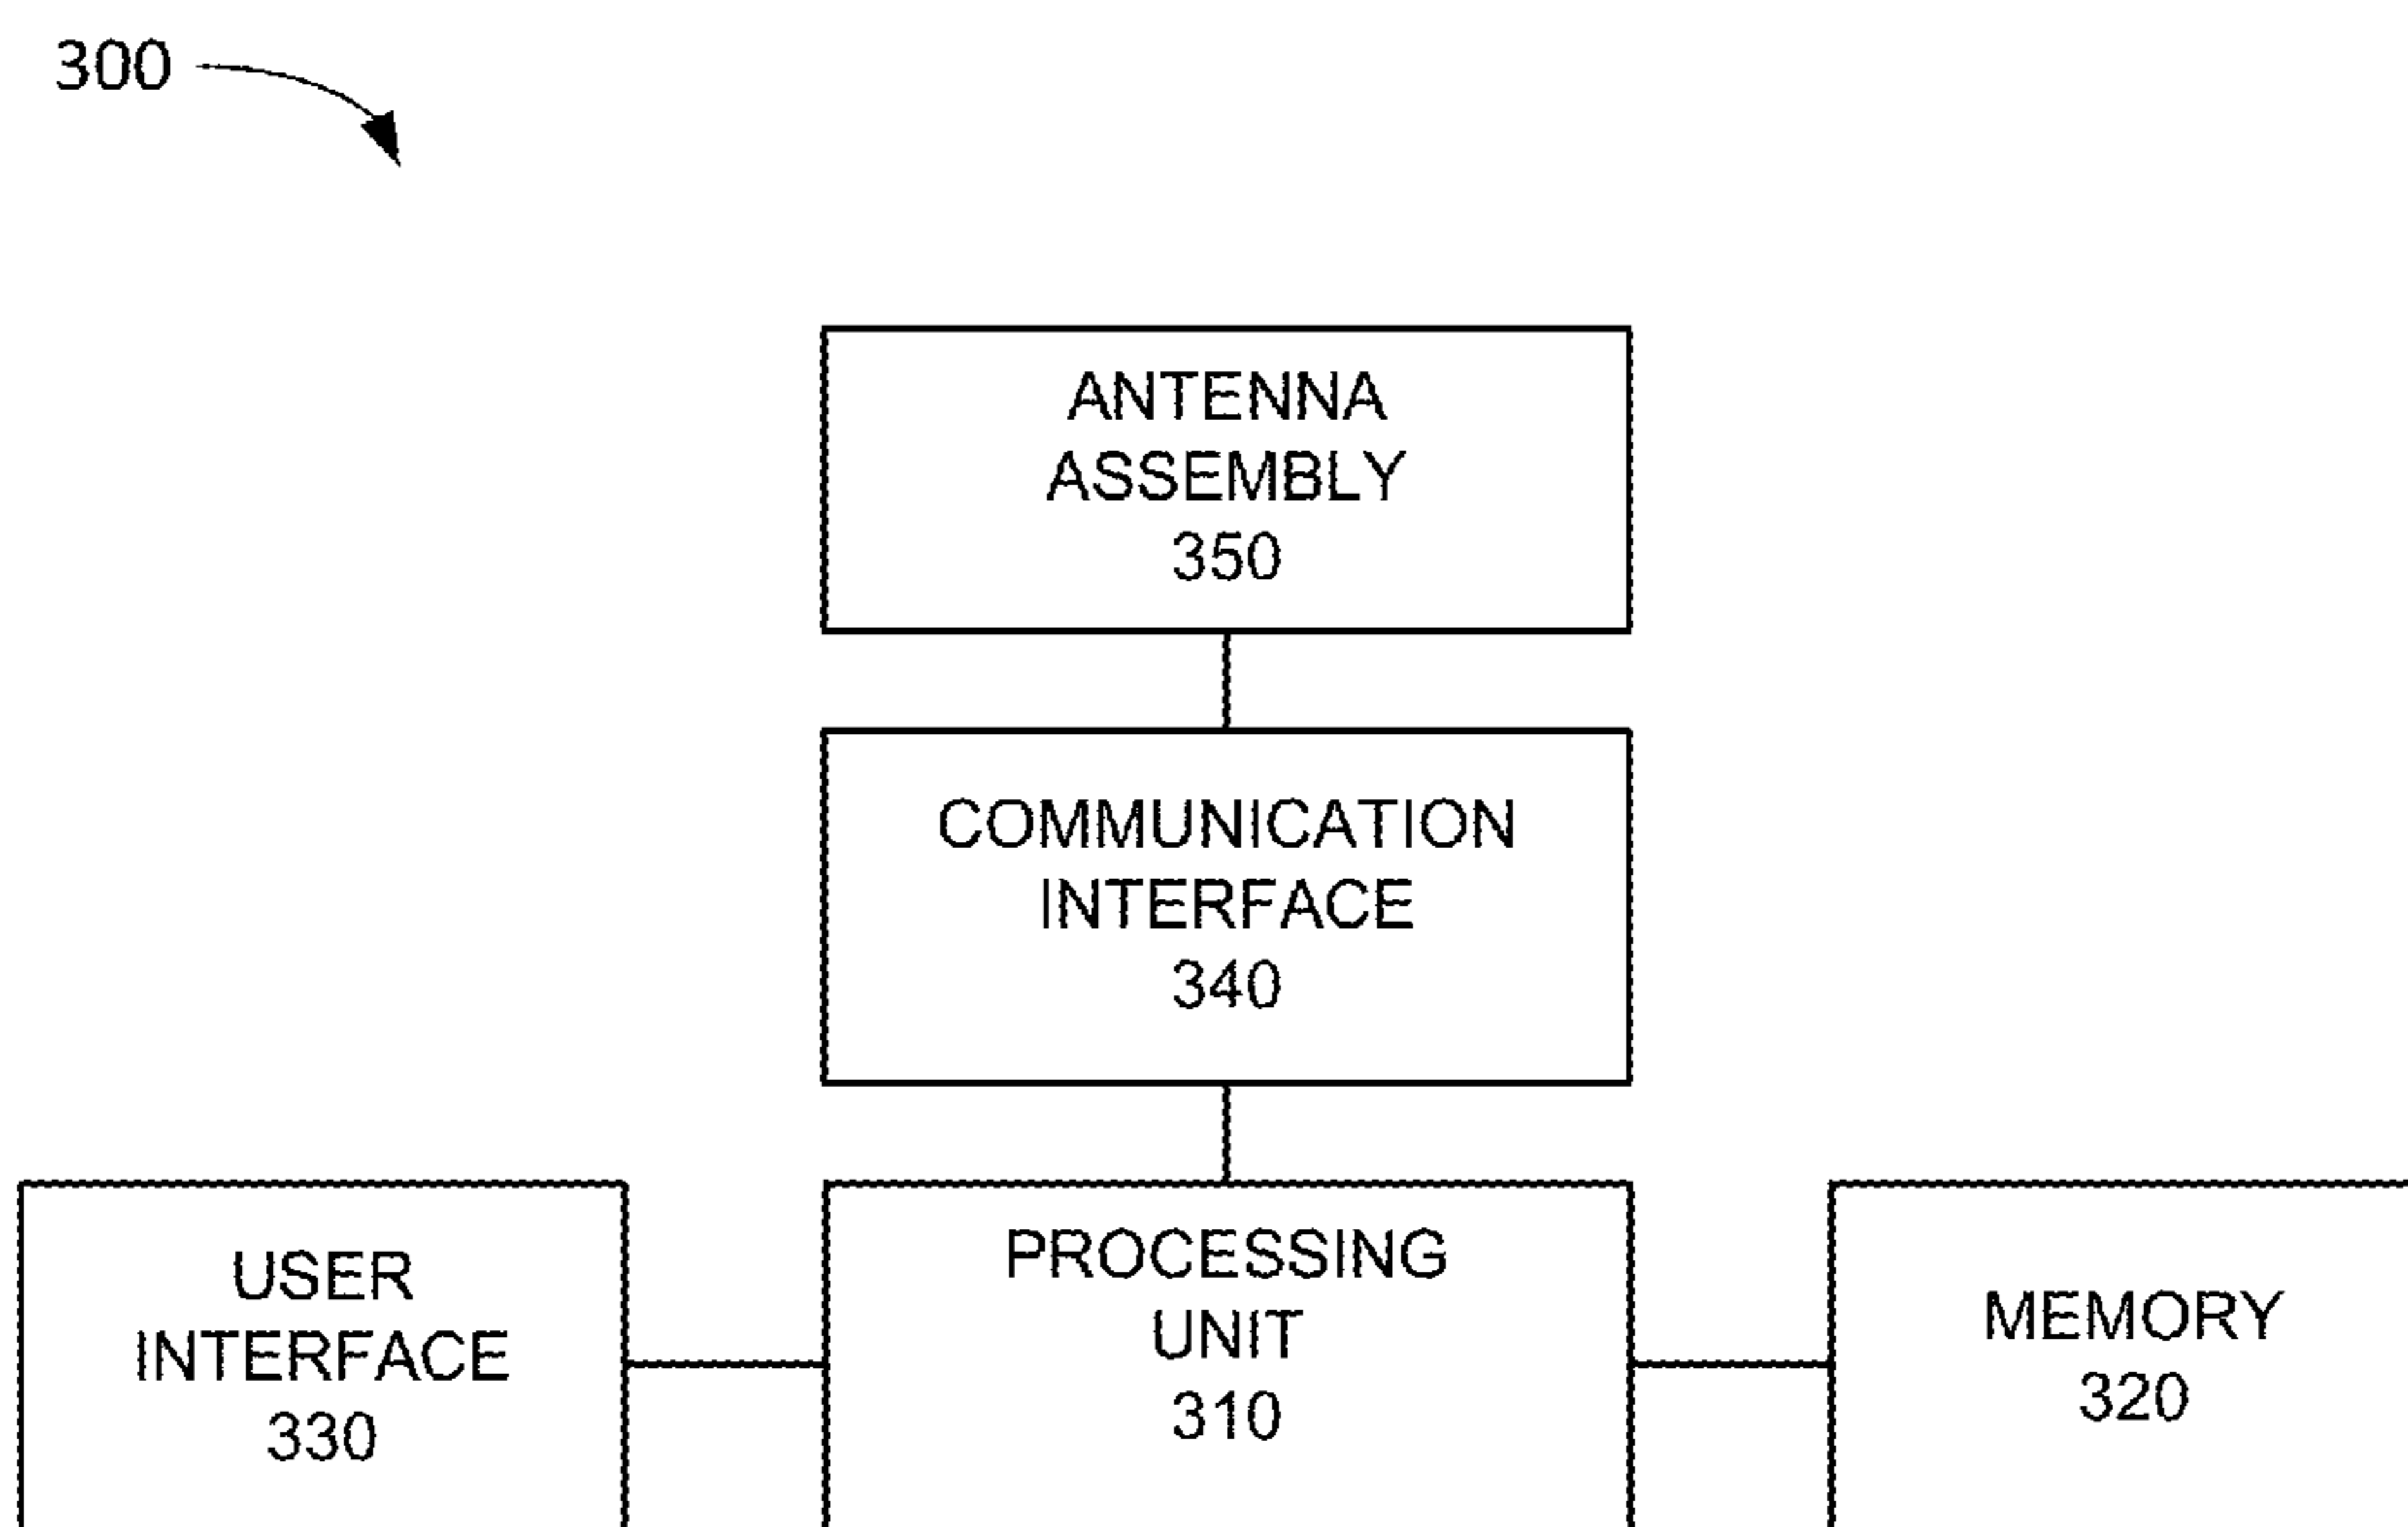 300
ANTENNA
ASSEMBLY
350
COMMUNICATION
INTERFACE
340
USER
INTERFACE
330
PROCESSING
UNIT
310
MEMORY
320